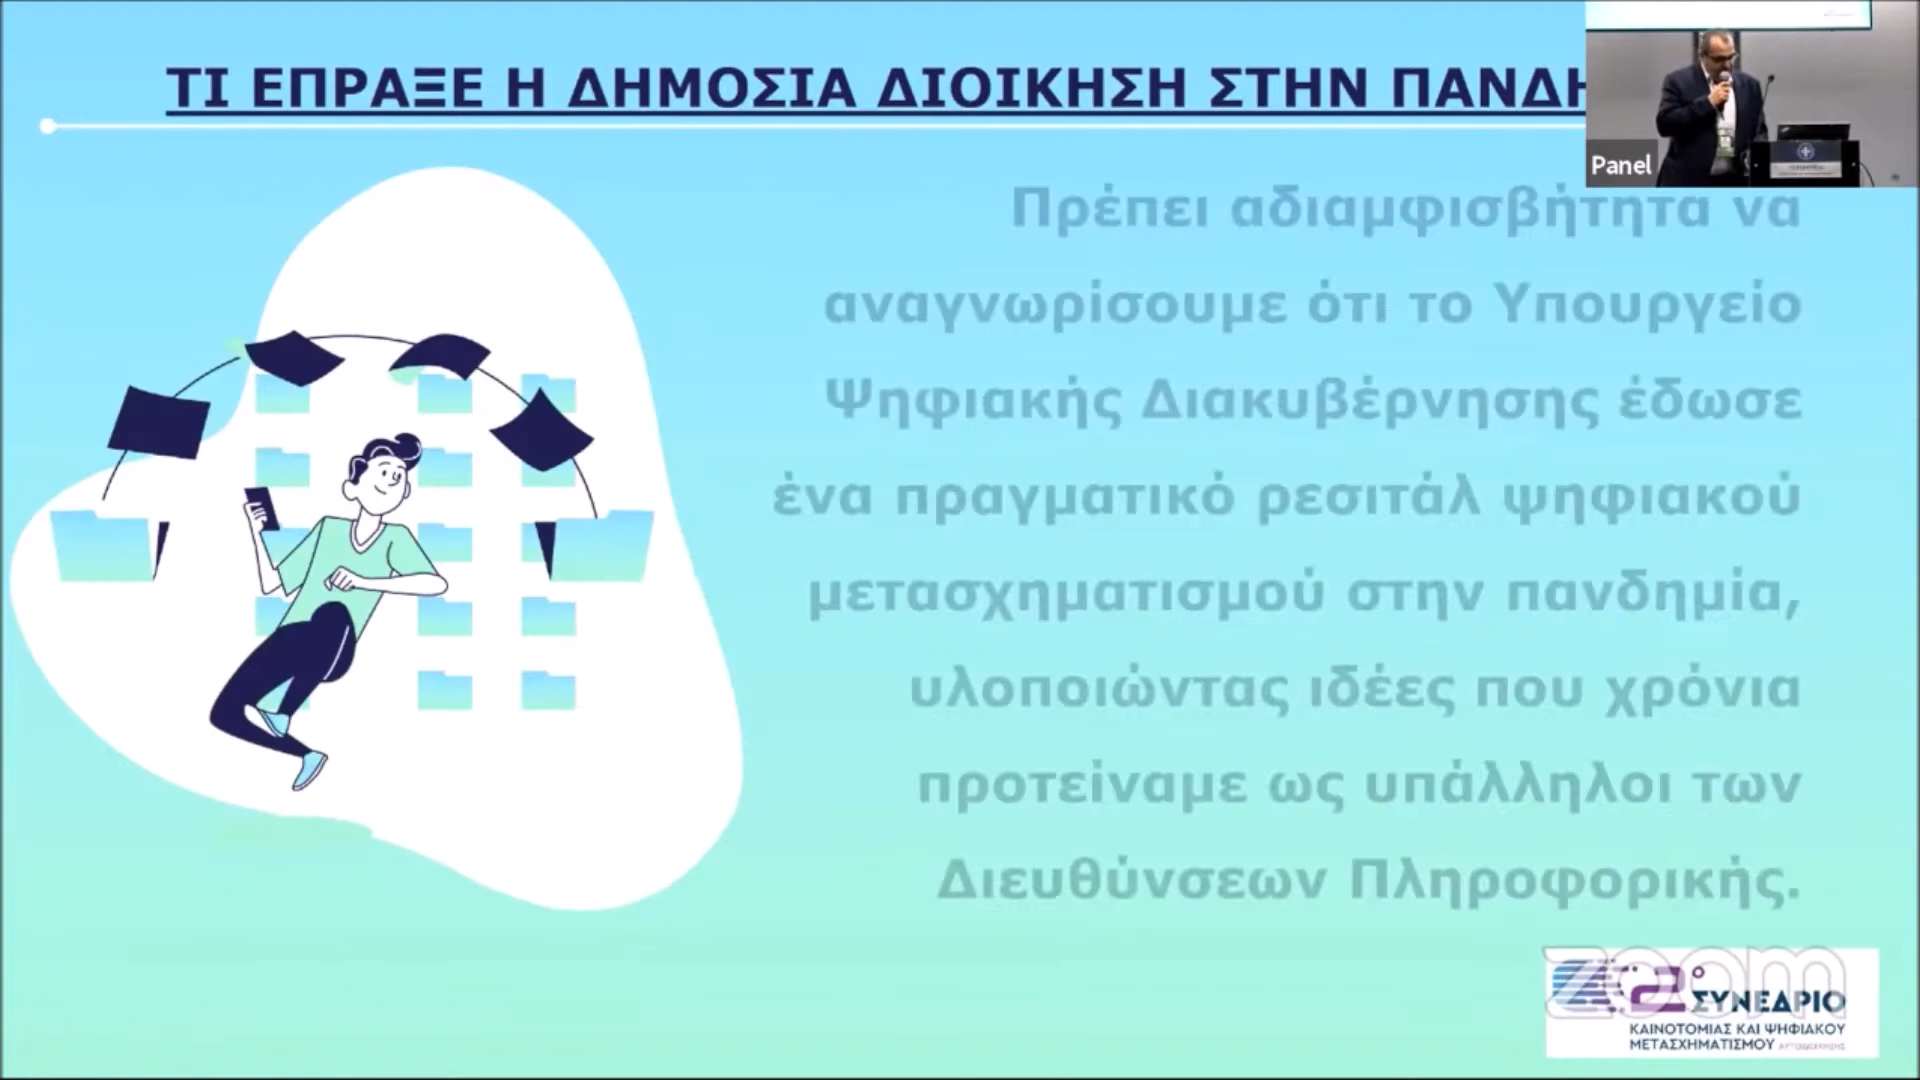 ΤΙ ΕΠΡΑΞΕ Η ΔΗΜΟΣΙΑ ΔΙΟΙΚΗΣΗ ΣΤΗΝ ΠΑΝΔΗ
Panel
Πρέπει αδιαμφισβήτητα να
αναγνωρίσουμε ότι το Υπουργείο
Ψηφιακής Διακυβέρνησης έδωσε
ένα πραγματικό ρεσιτάλ ψηφιακού
μετασχηματισμού στην πανδημία,
υλοποιώντας ιδέες που χρόνια
προτείναμε ως υπάλληλοι των
Διευθύνσεων Πληροφορικής.
zoom
2° ΣΥΝΕΔΡΙΟ
ΚΑΙΝΟΤΟΜΙΑΣ ΚΑΙ ΨΗΦΙΑΚΟΥ
ΜΕΤΑΣΧΗΜΑΤΙΣΜΟΥ